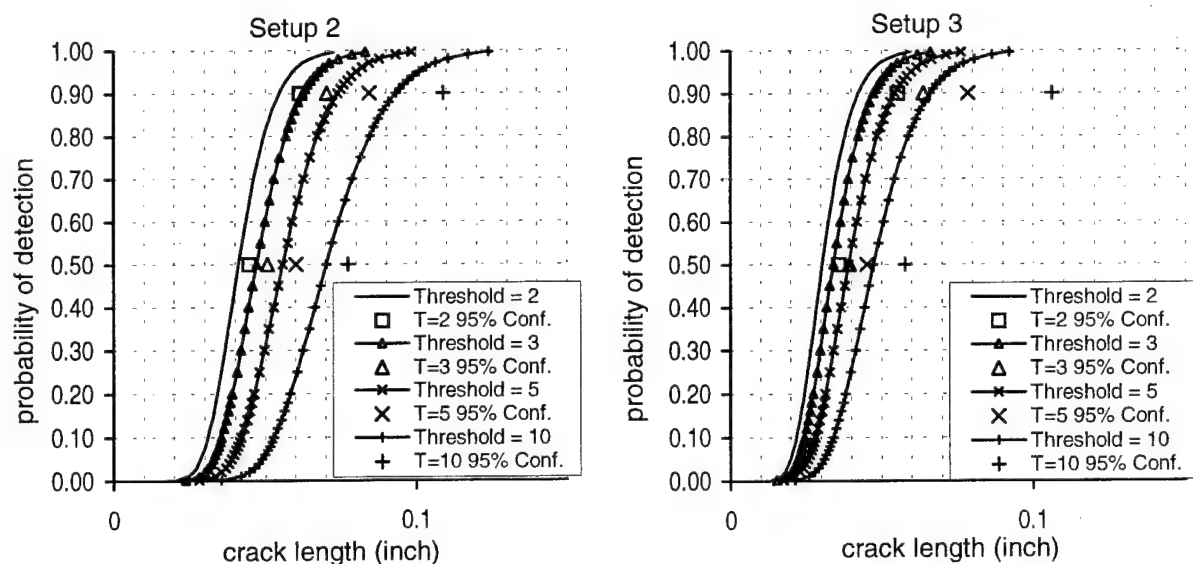 Setup 2
1.00
0.90
0.80
0.70
0.60
0.50
0.40
0.30
0.20
0.10
0.00
probability of detection
0
0.1
crack length (inch)
Threshold = 2
T=2 95% Conf.
Threshold = 3
T=3 95% Conf.
Threshold = 5
T=5 95% Conf.
Threshold = 10
T=10 95% Conf.
Setup 3
1.00
0.90
0.80
0.70
0.60
0.50
0.40
0.30
0.20
0.10
0.00
probability of detection
0
0.1
crack length (inch)
Threshold = 2
T=2 95% Conf.
Threshold = 3
T=3 95% Conf.
Threshold = 5
T=5 95% Conf.
Threshold = 10
T=10 95% Conf.